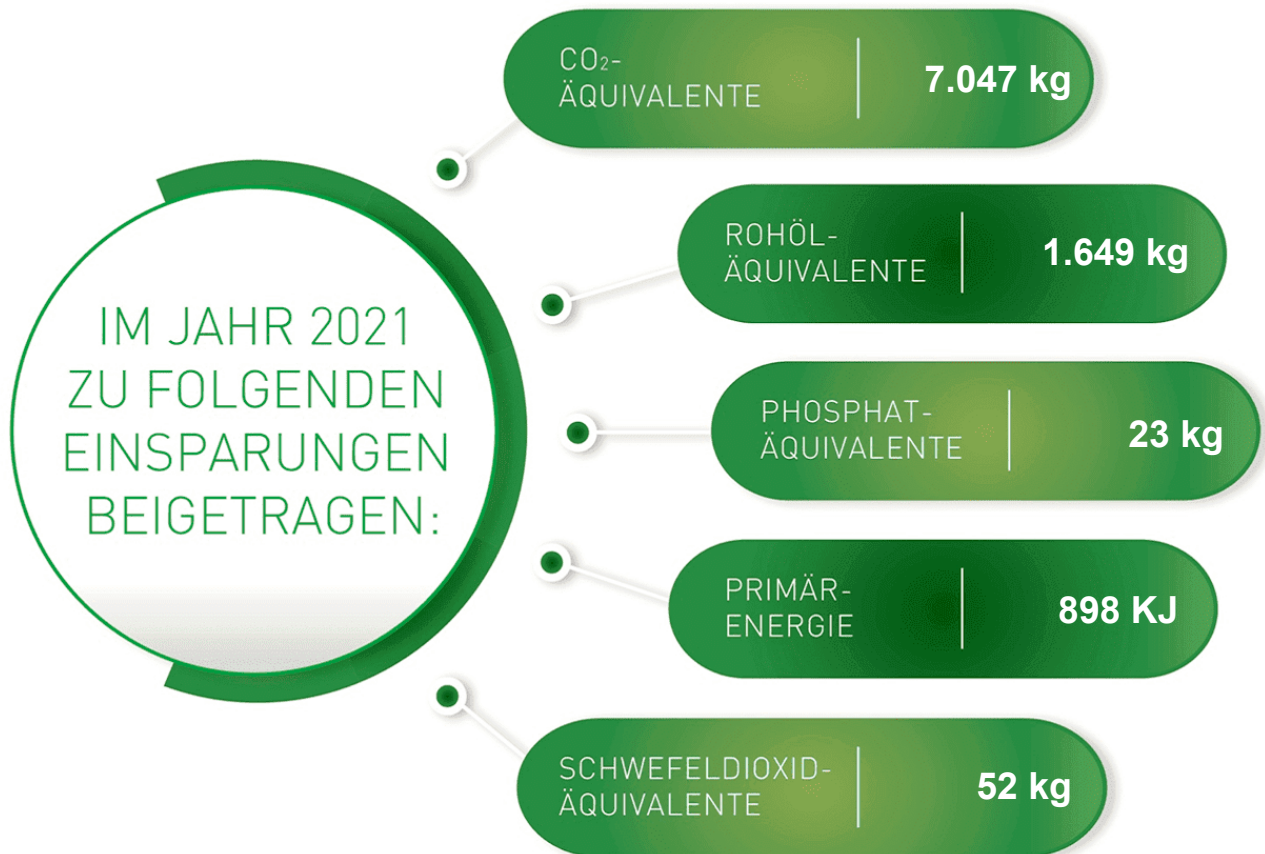 IM JAHR 2021
ZU FOLGENDEN
EINSPARUNGEN
BEIGETRAGEN:
CO₂-
ÄQUIVALENTE
7.047 kg
ROHÖL-
ÄQUIVALENTE
1.649 kg
PHOSPHAT-
ÄQUIVALENTE
23 kg
PRIMÄR-
ENERGIE
898 KJ
SCHWEFELDIOXID-
ÄQUIVALENTE
52 kg